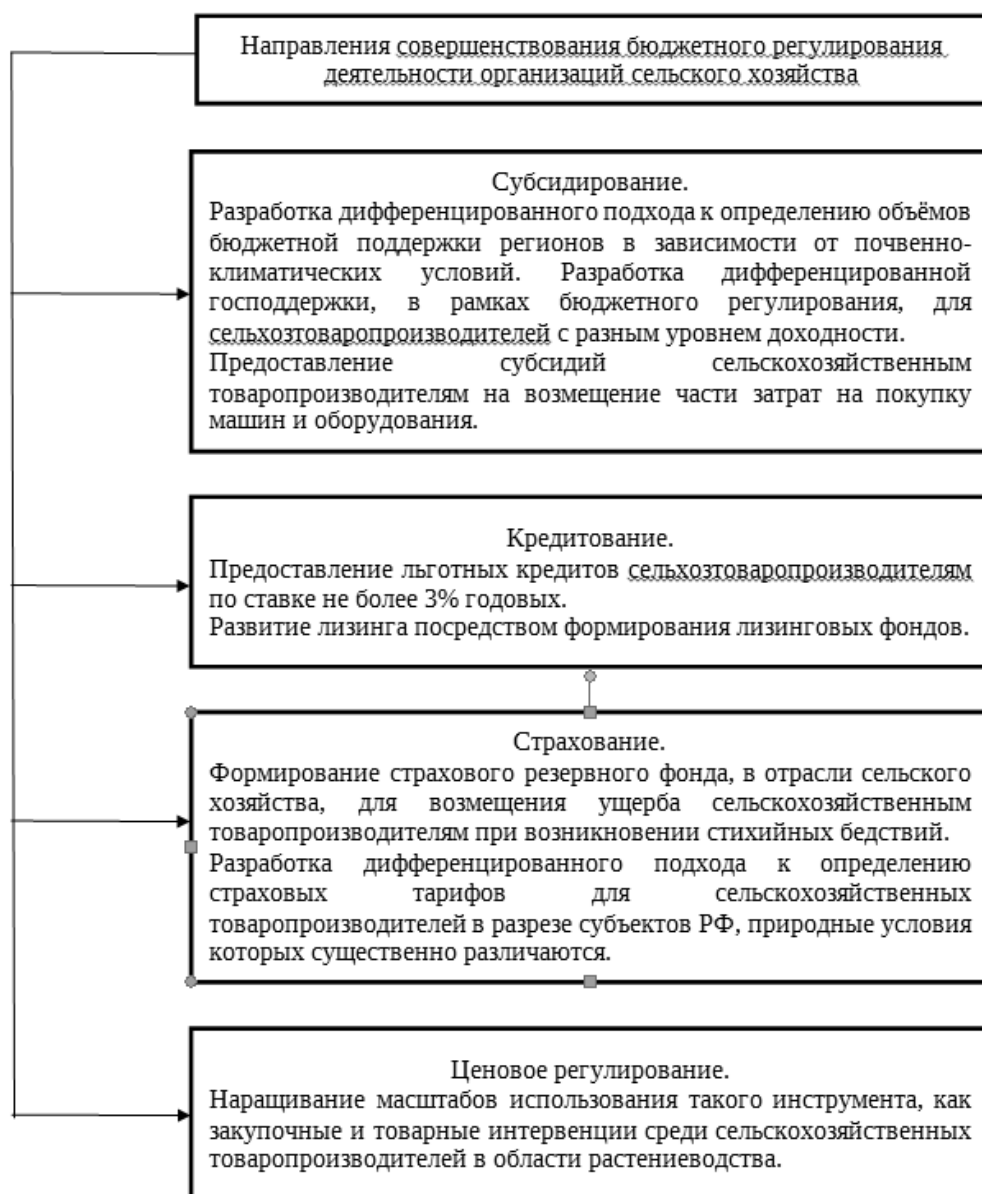 Направления совершенствования бюджетного регулирования
деятельности организаций сельского хозяйства
Субсидирование.
Разработка дифференцированного подхода к определению объёмов
бюджетной поддержки регионов в зависимости от почвенно-
климатических условий. Разработка дифференцированной
господдержки, в рамках бюджетного регулирования, для
сельхозтоваропроизводителей с разным уровнем доходности.
Предоставление субсидий сельскохозяйственным
товаропроизводителям на возмещение части затрат на покупку
машин и оборудования.
Кредитование.
Предоставление льготных кредитов сельхозтоваропроизводителям
по ставке не более 3% годовых.
Развитие лизинга посредством формирования лизинговых фондов.
Страхование.
Формирование страхового резервного фонда, в отрасли сельского
хозяйства, для возмещения ущерба сельскохозяйственным
товаропроизводителям при возникновении стихийных бедствий.
Разработка дифференцированного подхода к определению
страховых тарифов для сельскохозяйственных
товаропроизводителей в разрезе субъектов РФ, природные условия
которых существенно различаются.
Ценовое регулирование.
Наращивание масштабов использования такого инструмента, как
закупочные и товарные интервенции среди сельскохозяйственных
товаропроизводителей в области растениеводства.